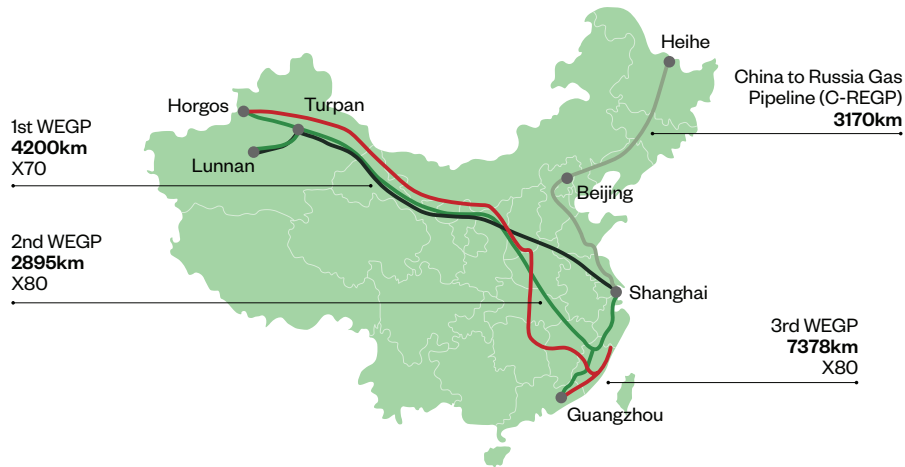 Heihe
China to Russia Gas
Pipeline (C-REGP)
3170km
Horgos
Turpan
1st WEGP
4200km
X70
Lunnan
Beijing
2nd WEGP
2895km
X80
Shanghai
3rd WEGP
7378km
X80
Guangzhou